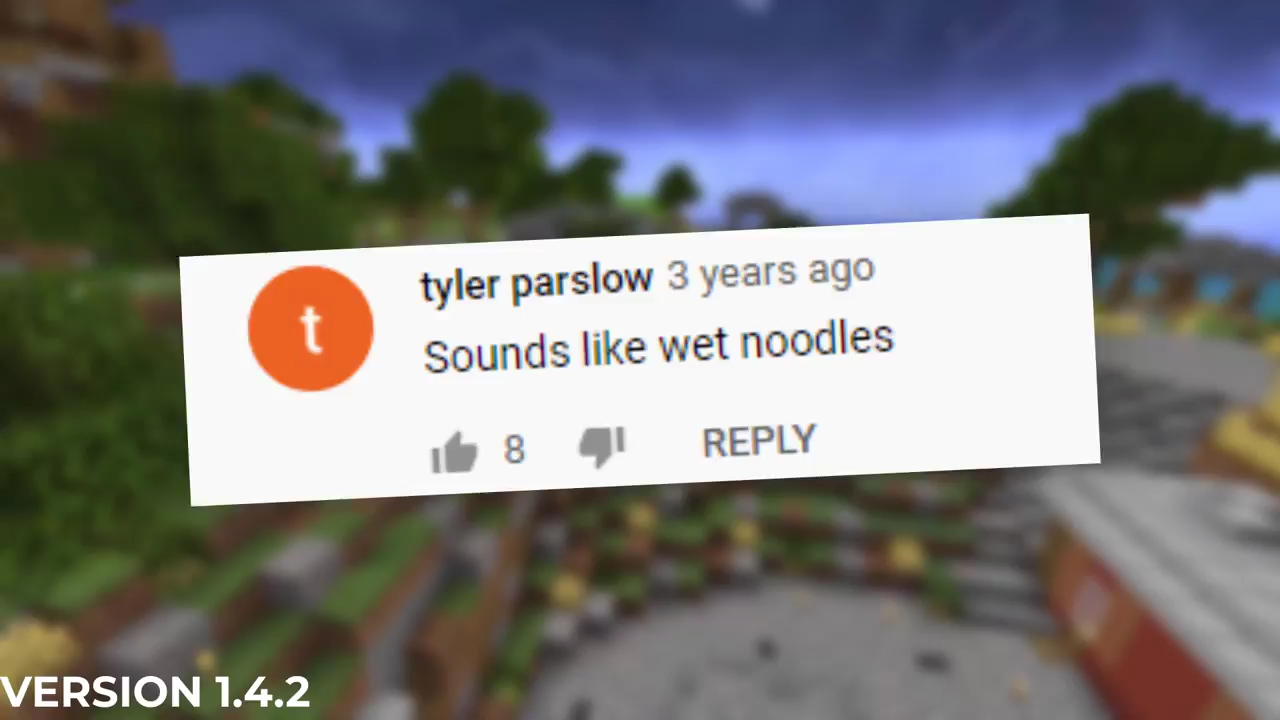 tyler parslow 3 years ago
t
Sounds like wet noodles
8 REPLY
VERSION 1.4.2